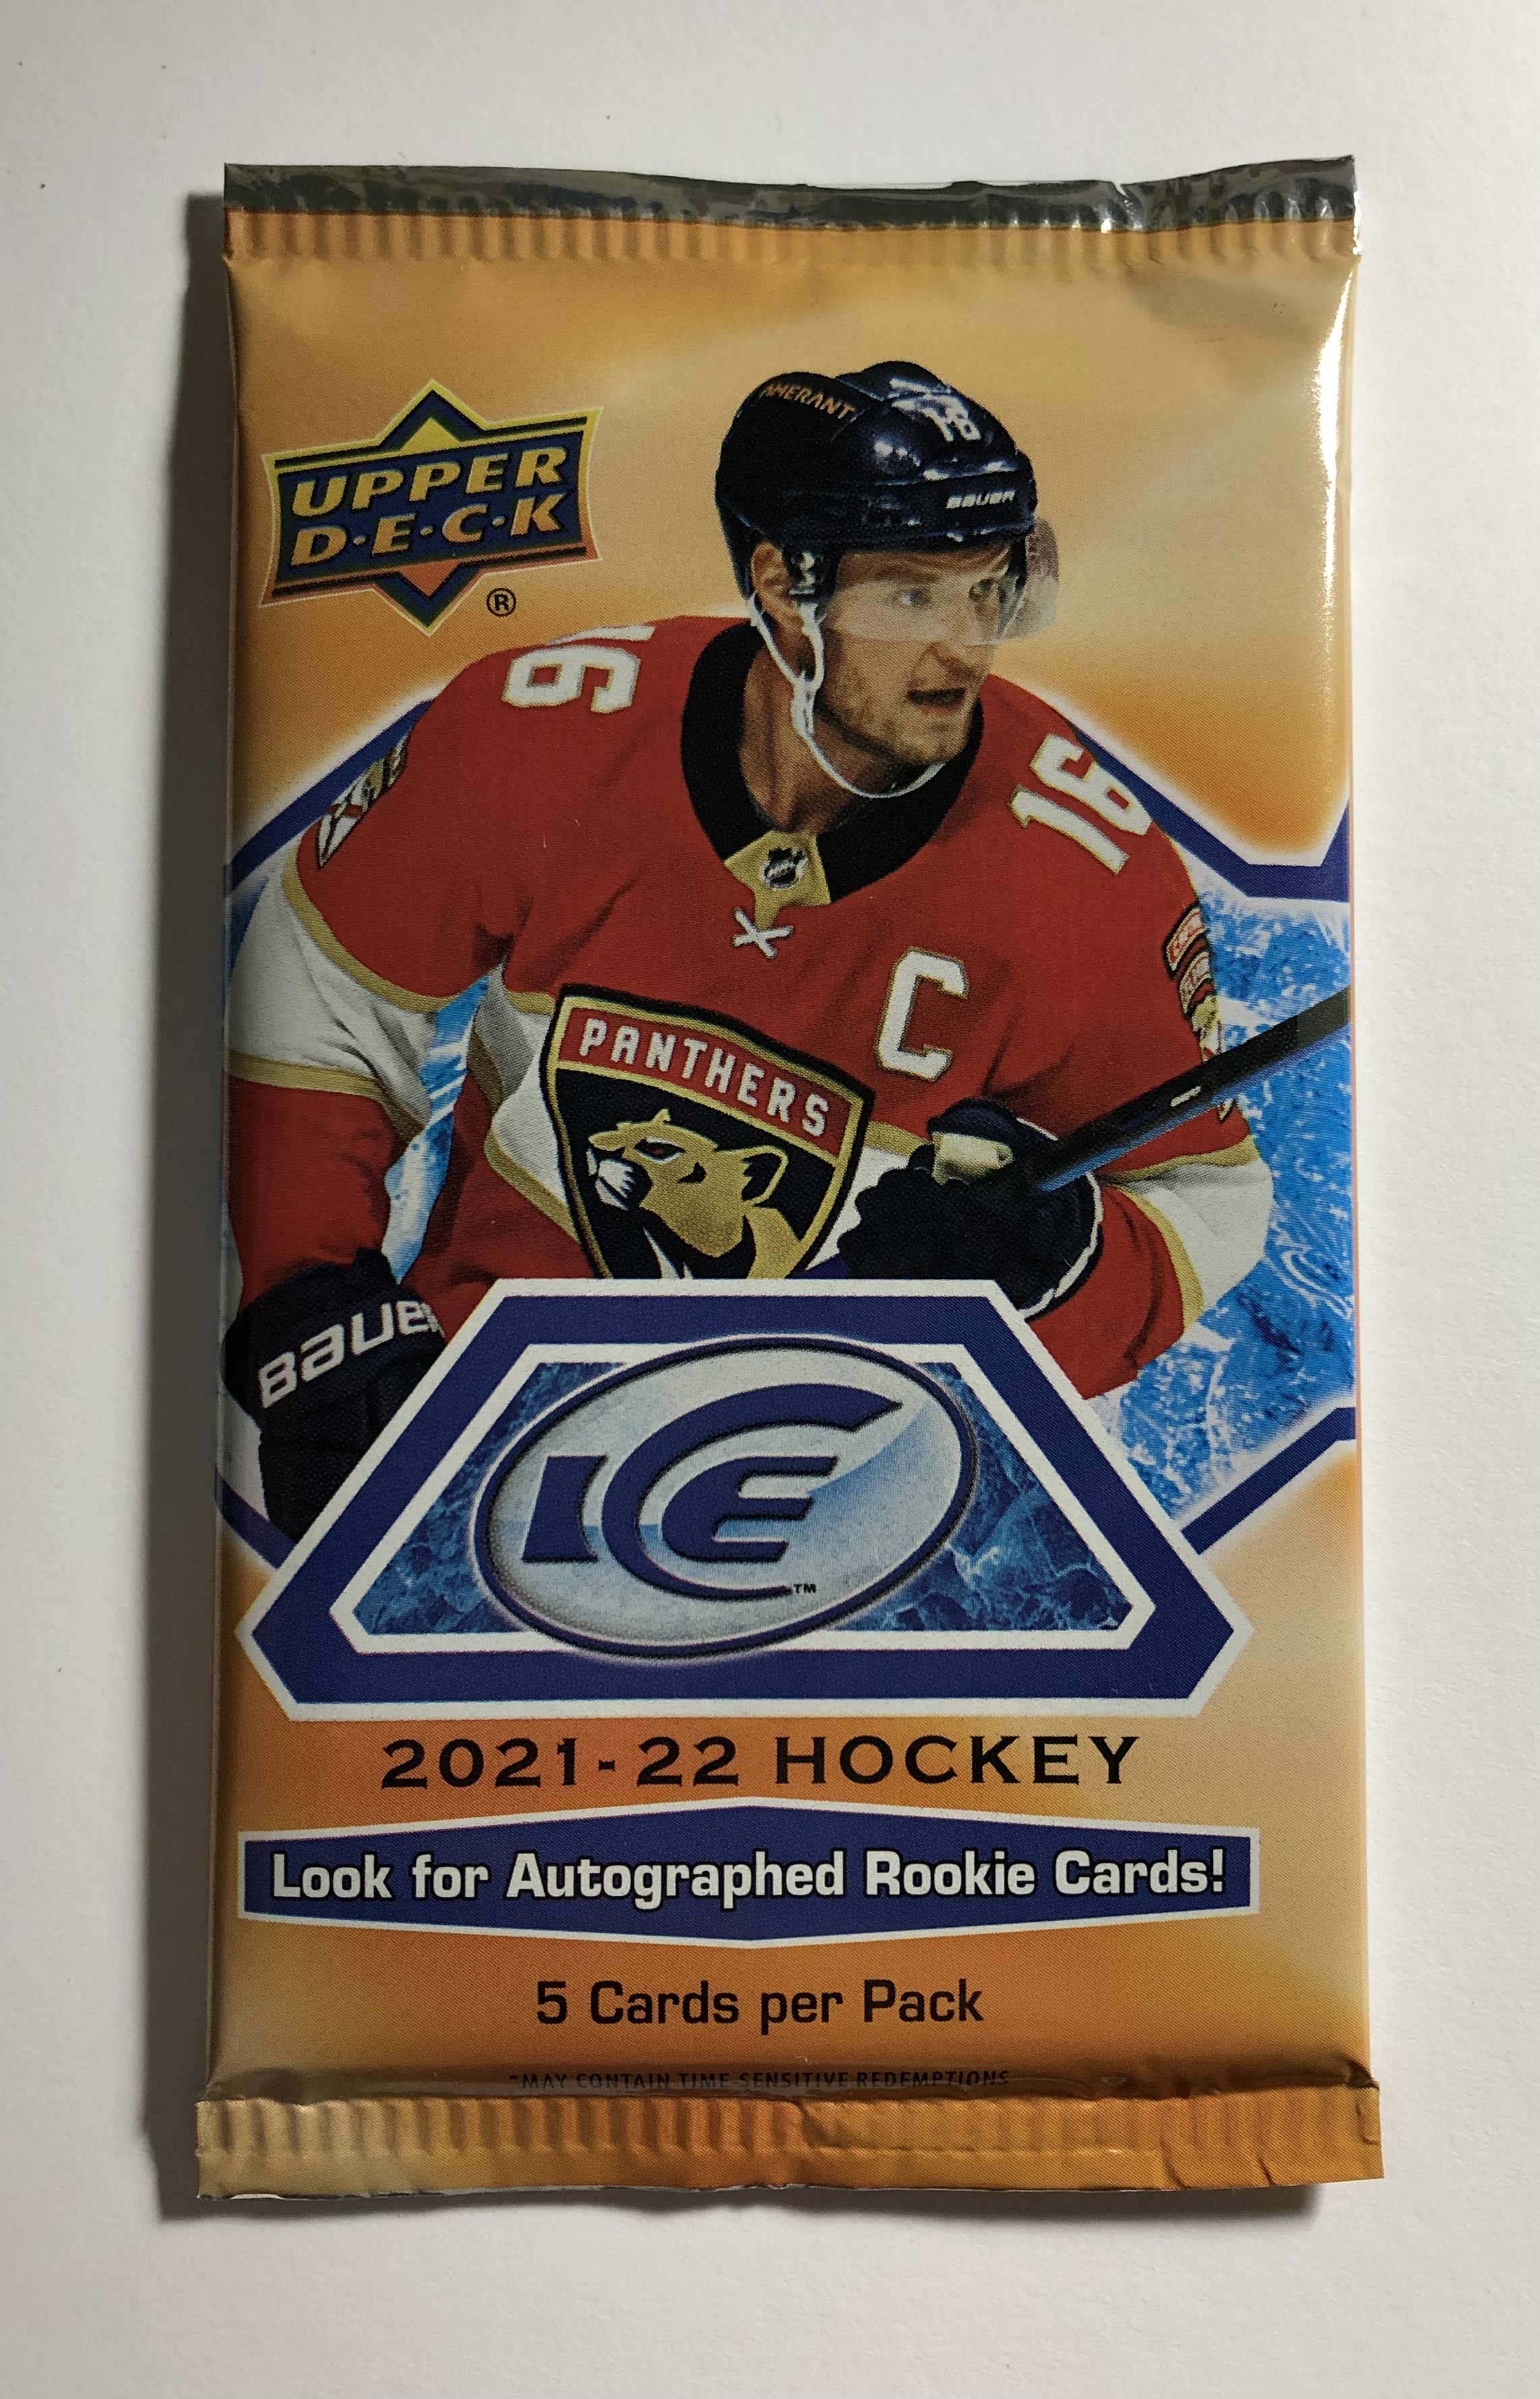 AMERANT
16
BAUER
UPPER
D·E·C·K
®
16
16
C
PANTHERS
BAUER
ICE
™
2021-22 HOCKEY
Look for Autographed Rookie Cards!
5 Cards per Pack
*MAY CONTAIN TIME SENSITIVE REDEMPTIONS